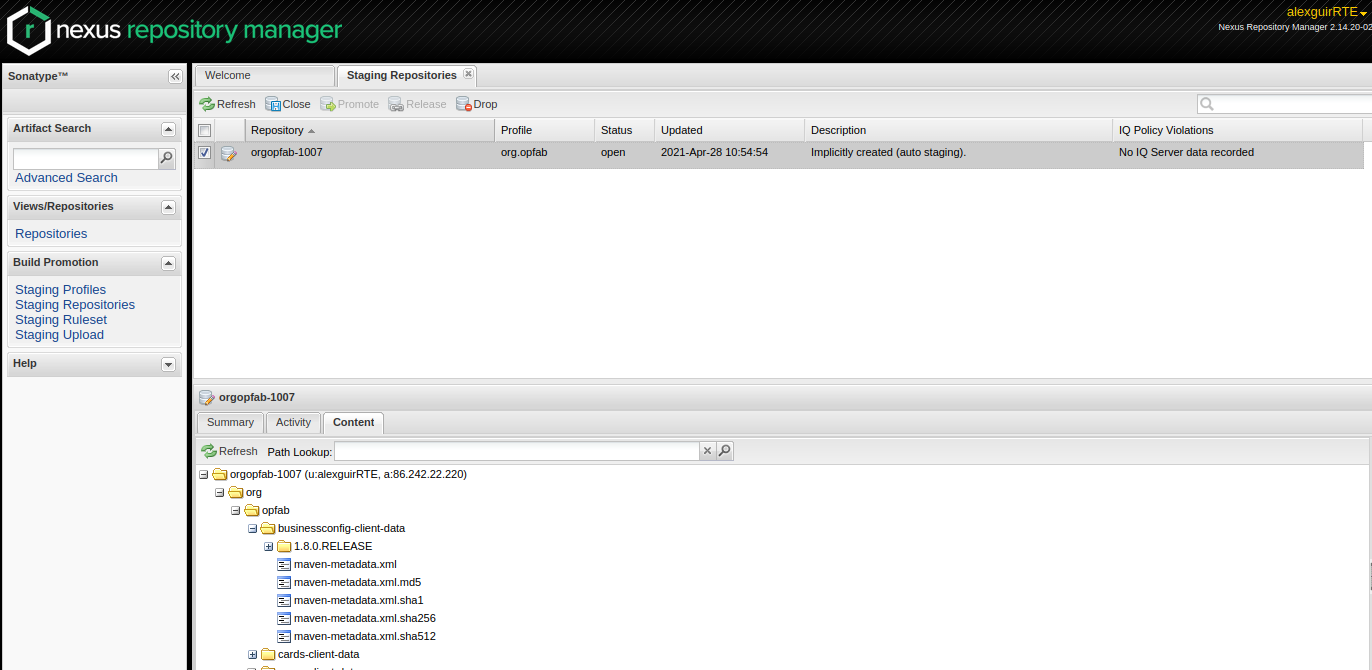 nexus repository manager
alexguirRTE
Nexus Repository Manager 2.14.20-02
Sonatype™
Artifact Search
Advanced Search
Views/Repositories
Repositories
Build Promotion
Staging Profiles
Staging Repositories
Staging Ruleset
Staging Upload
Help
Welcome Staging Repositories
Refresh Close Promote Release Drop
Repository Profile Status Updated Description IQ Policy Violations
orgopfab-1007 org.opfab open 2021-Apr-28 10:54:54 Implicitly created (auto staging). No IQ Server data recorded
orgopfab-1007
Summary Activity Content
Refresh Path Lookup:
orgopfab-1007 (u:alexguirRTE, a:86.242.22.220)
org
opfab
businessconfig-client-data
1.8.0.RELEASE
maven-metadata.xml
maven-metadata.xml.md5
maven-metadata.xml.sha1
maven-metadata.xml.sha256
maven-metadata.xml.sha512
cards-client-data